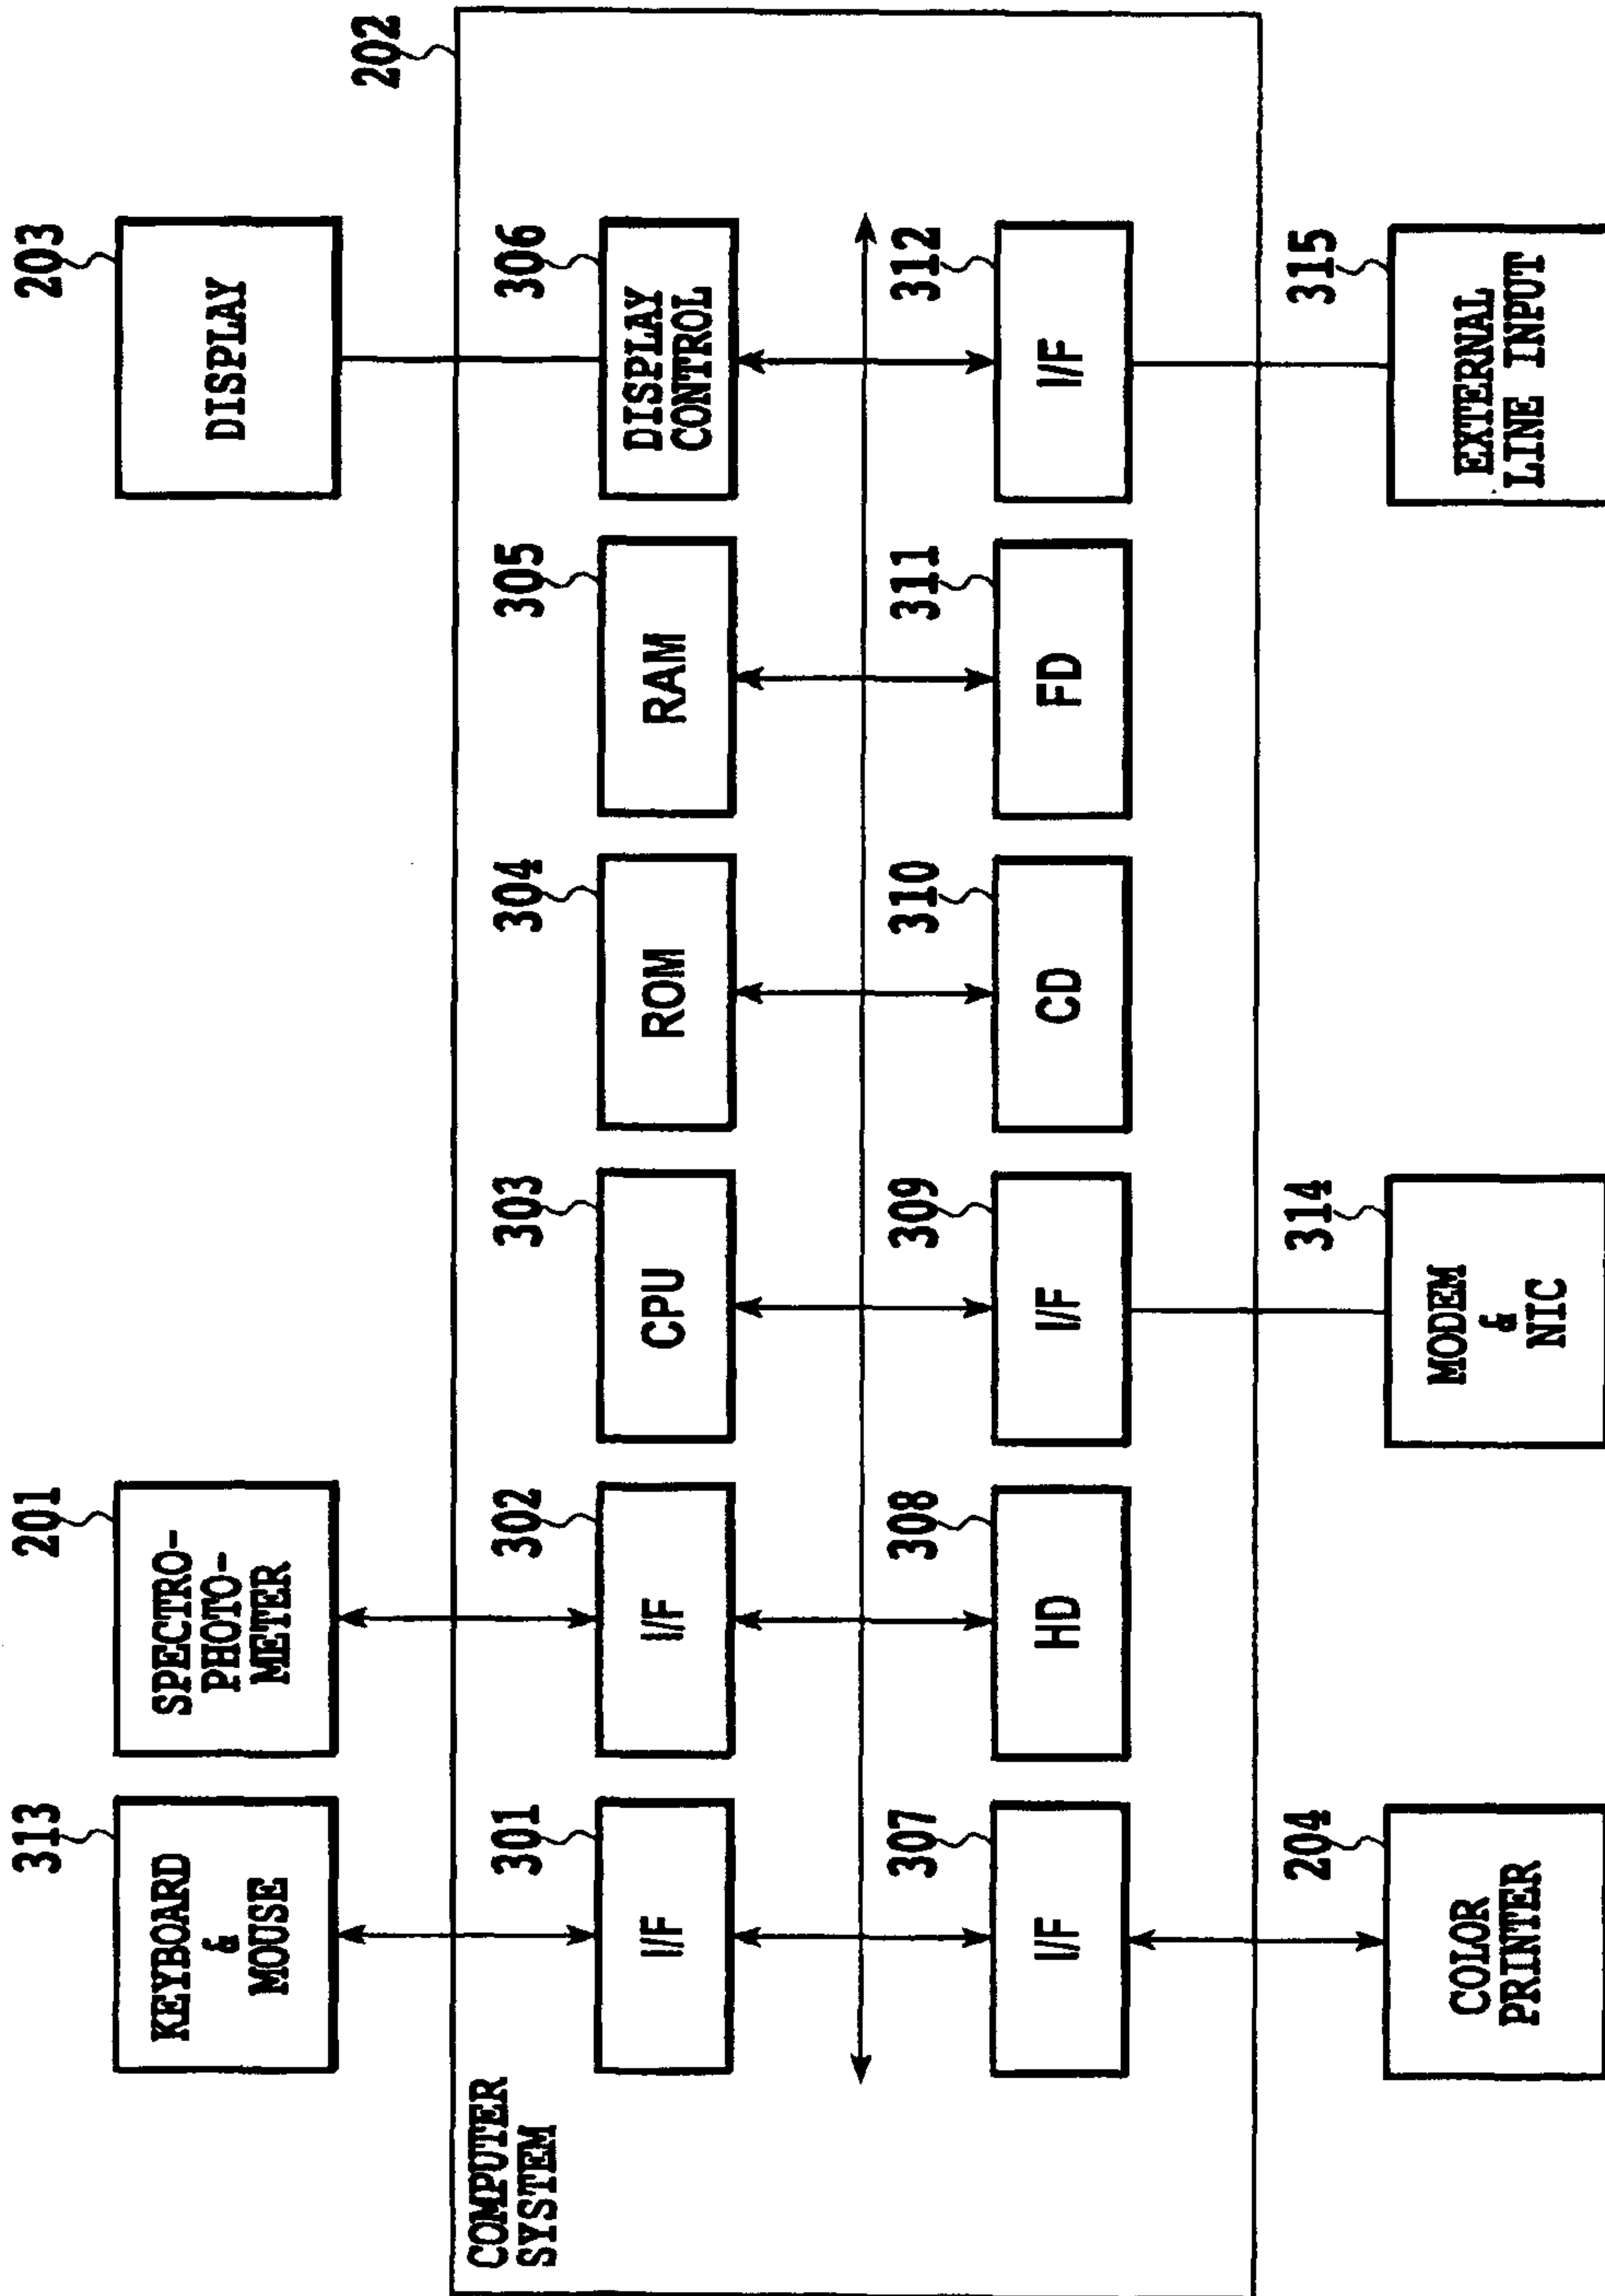 313
KEYBOARD
&
MOUSE
201
SPECTRO-
PHOTO-
METER
203
DISPLAY
202
COMPUTER
SYSTEM
301
I/F
302
I/F
303
CPU
304
ROM
305
RAM
306
DISPLAY
CONTROL
307
I/F
308
HD
309
I/F
310
CD
311
FD
312
I/F
204
COLOR
PRINTER
314
MODEM
&
NIC
315
EXTERNAL
LINE INPUT